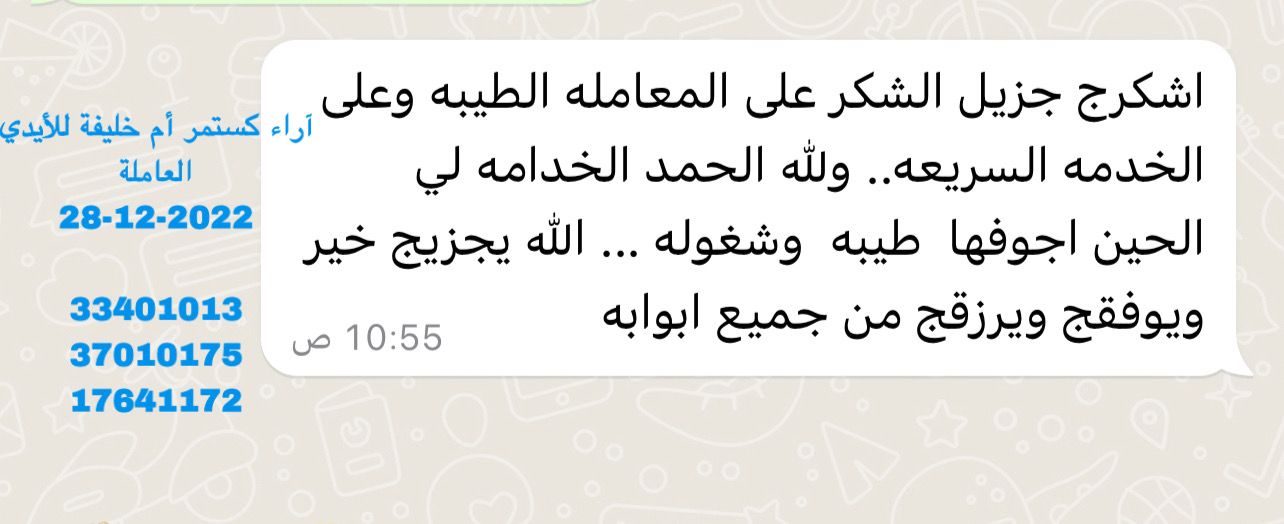 اشكرج جزيل الشكر على المعامله الطيبه وعلى
الخدمه السريعه.. ولله الحمد الخدامه لي
الحين اجوفها طيبه وشغوله ... الله يجزيج خير
ويوفقج ويرزقج من جميع ابوابه
10:55 ص
آراء كستمر أم خليفة للأيدي
العاملة
28-12-2022
33401013
37010175
17641172